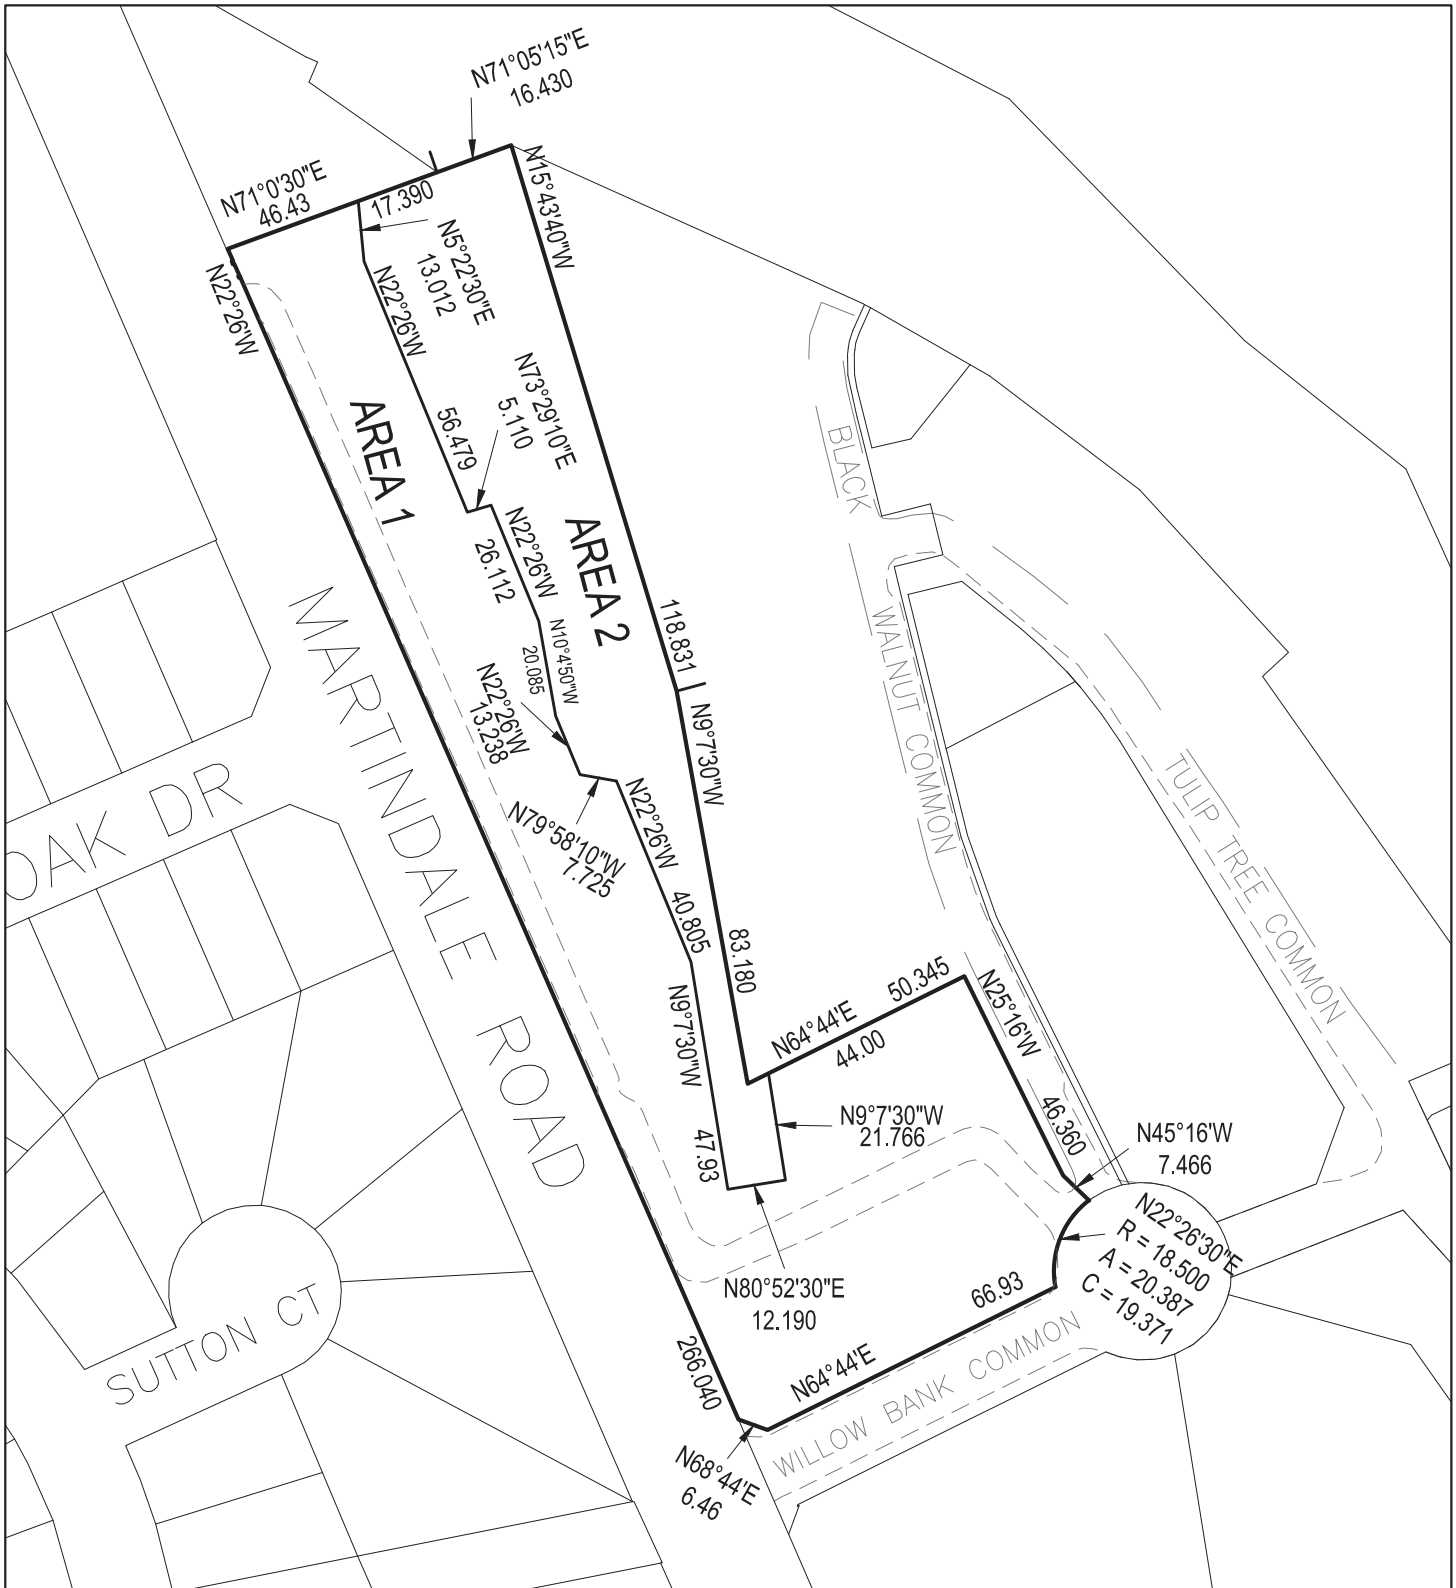 N71°05'15"E
16.430
N71°0'30"E
46.43
17.390
N15°43'40"W
N5°22'30"E
13.012
N22°26'W
N22°26'W
N73°29'10"E
5.110
AREA 1
56.479
BLACK
N22°26'W
26.112
AREA 2
118.831
N10°4'50"W
20.085
N22°26'W
13.238
N9°7'30"W
WALNUT COMMON
MARTINDALE ROAD
OAK DR
N79°58'10"W
7.725
N22°26'W
40.805
TULIP TREE COMMON
83.180
N64°44'E
50.345
44.00
N25°16'W
46.360
N9°7'30"W
47.93
N9°7'30"W
21.766
N45°16'W
7.466
N22°26'30"E
R = 18.500
A = 20.387
C = 19.371
N80°52'30"E
12.190
66.93
N64°44'E
SUTTON CT
266.040
WILLOW BANK COMMON
N68°44'E
6.46